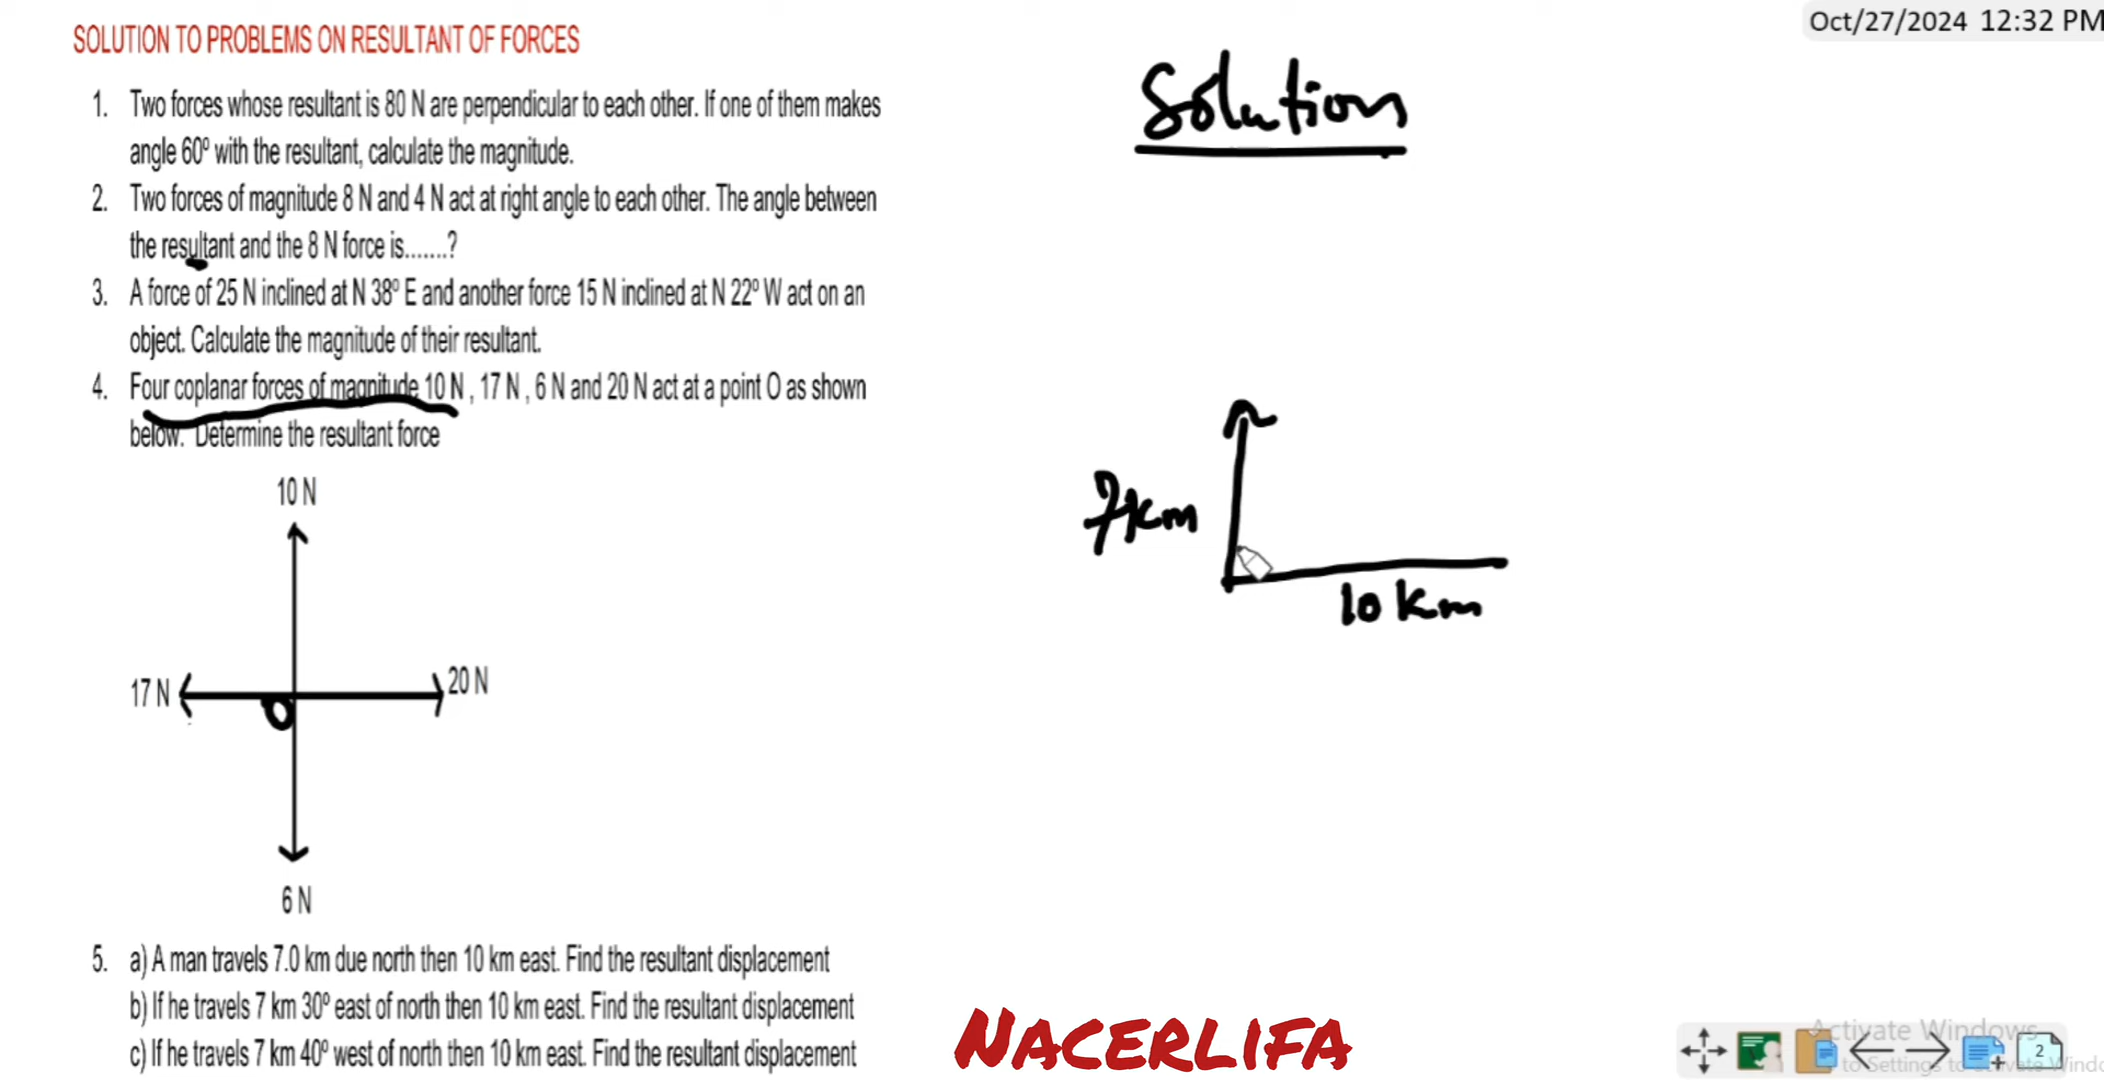 SOLUTION TO PROBLEMS ON RESULTANT OF FORCES
Oct/27/2024 12:32 PM
Solution
1. Two forces whose resultant is 80 N are perpendicular to each other. If one of them makes
angle 60⁰ with the resultant, calculate the magnitude.
2. Two forces of magnitude 8 N and 4 N act at right angle to each other. The angle between
the resultant and the 8 N force is.......?
3. A force of 25 N inclined at N 38⁰ E and another force 15 N inclined at N 22⁰ W act on an
object. Calculate the magnitude of their resultant.
4. Four coplanar forces of magnitude 10 N , 17 N , 6 N and 20 N act at a point O as shown
below. Determine the resultant force
10 N
17 N
20 N
O
6 N
7km
10 km
5. a) A man travels 7.0 km due north then 10 km east. Find the resultant displacement
b) If he travels 7 km 30⁰ east of north then 10 km east. Find the resultant displacement
c) If he travels 7 km 40⁰ west of north then 10 km east. Find the resultant displacement
NACERLIFA
Activate Windows
2